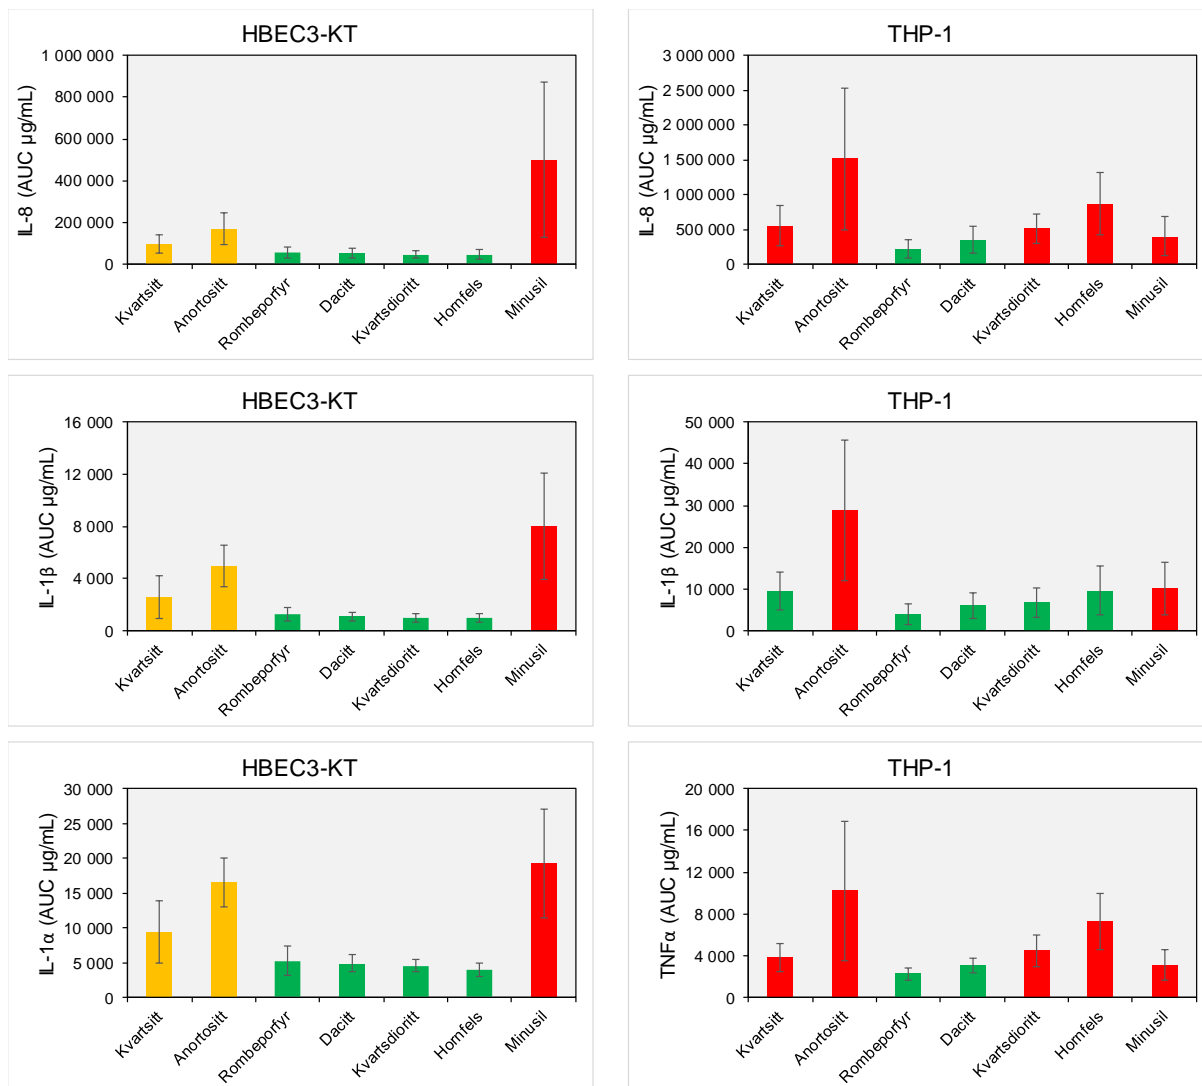 HBEC3-KT
IL-8 (AUC µg/mL)
1 000 000
800 000
600 000
400 000
200 000
0
Kvartsitt
Anortositt
Rombeporfyr
Dacitt
Kvartsdioritt
Hornfels
Minusil
THP-1
IL-8 (AUC µg/mL)
3 000 000
2 500 000
2 000 000
1 500 000
1 000 000
500 000
0
Kvartsitt
Anortositt
Rombeporfyr
Dacitt
Kvartsdioritt
Hornfels
Minusil
HBEC3-KT
IL-1β (AUC µg/mL)
16 000
12 000
8 000
4 000
0
Kvartsitt
Anortositt
Rombeporfyr
Dacitt
Kvartsdioritt
Hornfels
Minusil
THP-1
IL-1β (AUC µg/mL)
50 000
40 000
30 000
20 000
10 000
0
Kvartsitt
Anortositt
Rombeporfyr
Dacitt
Kvartsdioritt
Hornfels
Minusil
HBEC3-KT
IL-1α (AUC µg/mL)
30 000
25 000
20 000
15 000
10 000
5 000
0
Kvartsitt
Anortositt
Rombeporfyr
Dacitt
Kvartsdioritt
Hornfels
Minusil
THP-1
TNFα (AUC µg/mL)
20 000
16 000
12 000
8 000
4 000
0
Kvartsitt
Anortositt
Rombeporfyr
Dacitt
Kvartsdioritt
Hornfels
Minusil